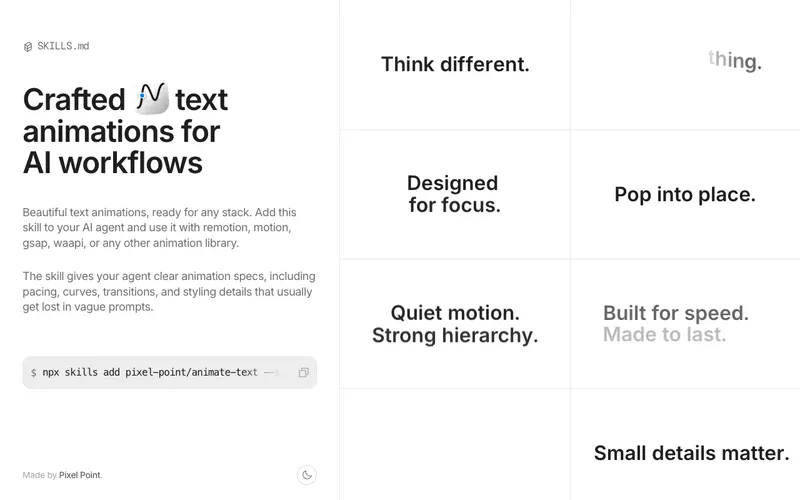 SKILLS.md
Crafted text
animations for
AI workflows
Beautiful text animations, ready for any stack. Add this
skill to your AI agent and use it with remotion, motion,
gsap, waapi, or any other animation library.
The skill gives your agent clear animation specs, including
pacing, curves, transitions, and styling details that usually
get lost in vague prompts.
$ npx skills add pixel-point/animate-text
Made by Pixel Point.
Think different.
thing.
Designed
for focus.
Pop into place.
Quiet motion.
Strong hierarchy.
Built for speed.
Made to last.
Small details matter.